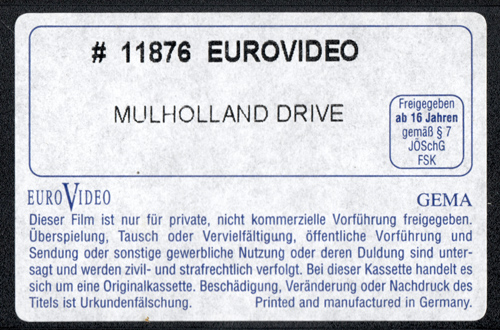 # 11876 EUROVIDEO
MULHOLLAND DRIVE
Freigegeben
ab 16 Jahren
gemäß § 7
JÖSchG
FSK
EUROVIDEO
GEMA
Dieser Film ist nur für private, nicht kommerzielle Vorführung freigegeben.
Überspielung, Tausch oder Vervielfältigung, öffentliche Vorführung und
Sendung oder sonstige gewerbliche Nutzung oder deren Duldung sind unter-
sagt und werden zivil- und strafrechtlich verfolgt. Bei dieser Kassette handelt es
sich um eine Originalkassette. Beschädigung, Veränderung oder Nachdruck des
Titels ist Urkundenfälschung. Printed and manufactured in Germany.